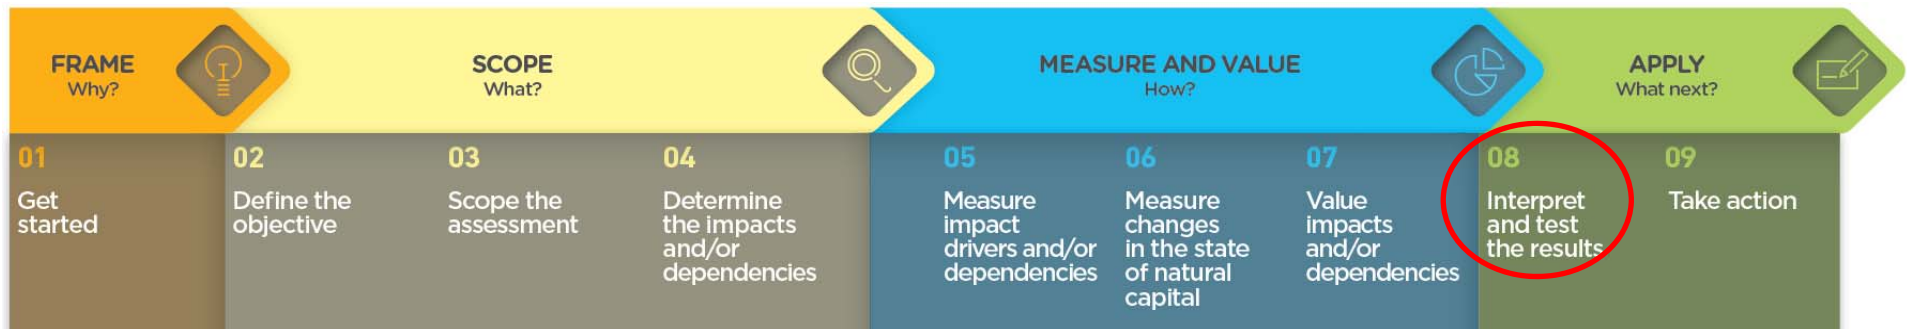 FRAME
Why?
SCOPE
What?
MEASURE AND VALUE
How?
APPLY
What next?
01
Get
started
02
Define the
objective
03
Scope the
assessment
04
Determine
the impacts
and/or
dependencies
05
Measure
impact
drivers and/or
dependencies
06
Measure
changes
in the state
of natural
capital
07
Value
impacts
and/or
dependencies
08
Interpret
and test
the results
09
Take action